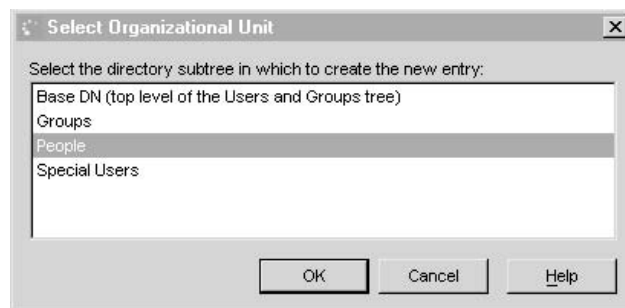 Select Organizational Unit
Select the directory subtree in which to create the new entry:
Base DN (top level of the Users and Groups tree)
Groups
People
Special Users
OK Cancel Help